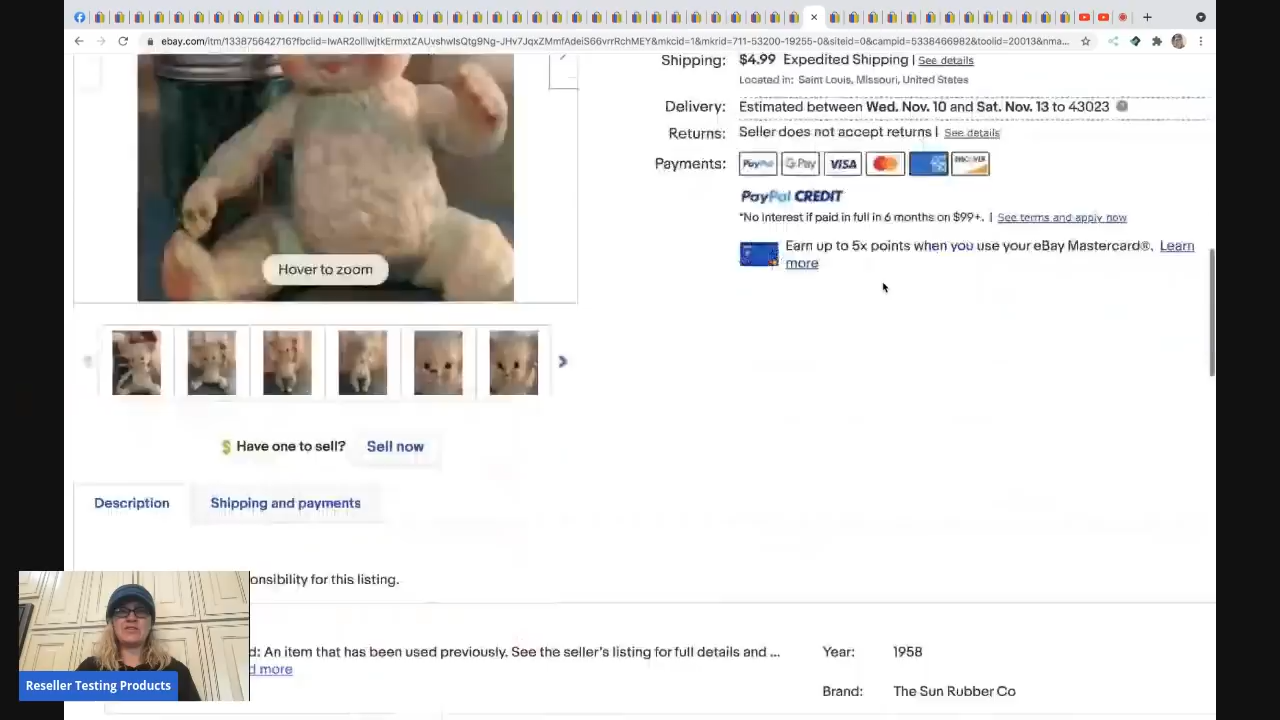 ebay.com/itm/133875642716?fbclid=IwAR2olllwjtkErmxtZAUvshwIsQtg9Ng-JHv7JqxZMmfAdeiS66vrrRchMEY&mkcid=1&mkrid=711-53200-19255-0&siteid=0&campid=5338466982&toolid=20013&nma...
Shipping: $4.99 Expedited Shipping | See details
Located in: Saint Louis, Missouri, United States
Delivery: Estimated between Wed. Nov. 10 and Sat. Nov. 13 to 43023
Returns: Seller does not accept returns | See details
Payments: PayPal G Pay VISA DISCOVER
PayPal CREDIT
*No interest if paid in full in 6 months on $99+. | See terms and apply now
Earn up to 5x points when you use your eBay Mastercard®. Learn
more
Hover to zoom
$ Have one to sell? Sell now
Description Shipping and payments
onsibility for this listing.
d: An item that has been used previously. See the seller's listing for full details and ...
d more
Year: 1958
Brand: The Sun Rubber Co
Reseller Testing Products